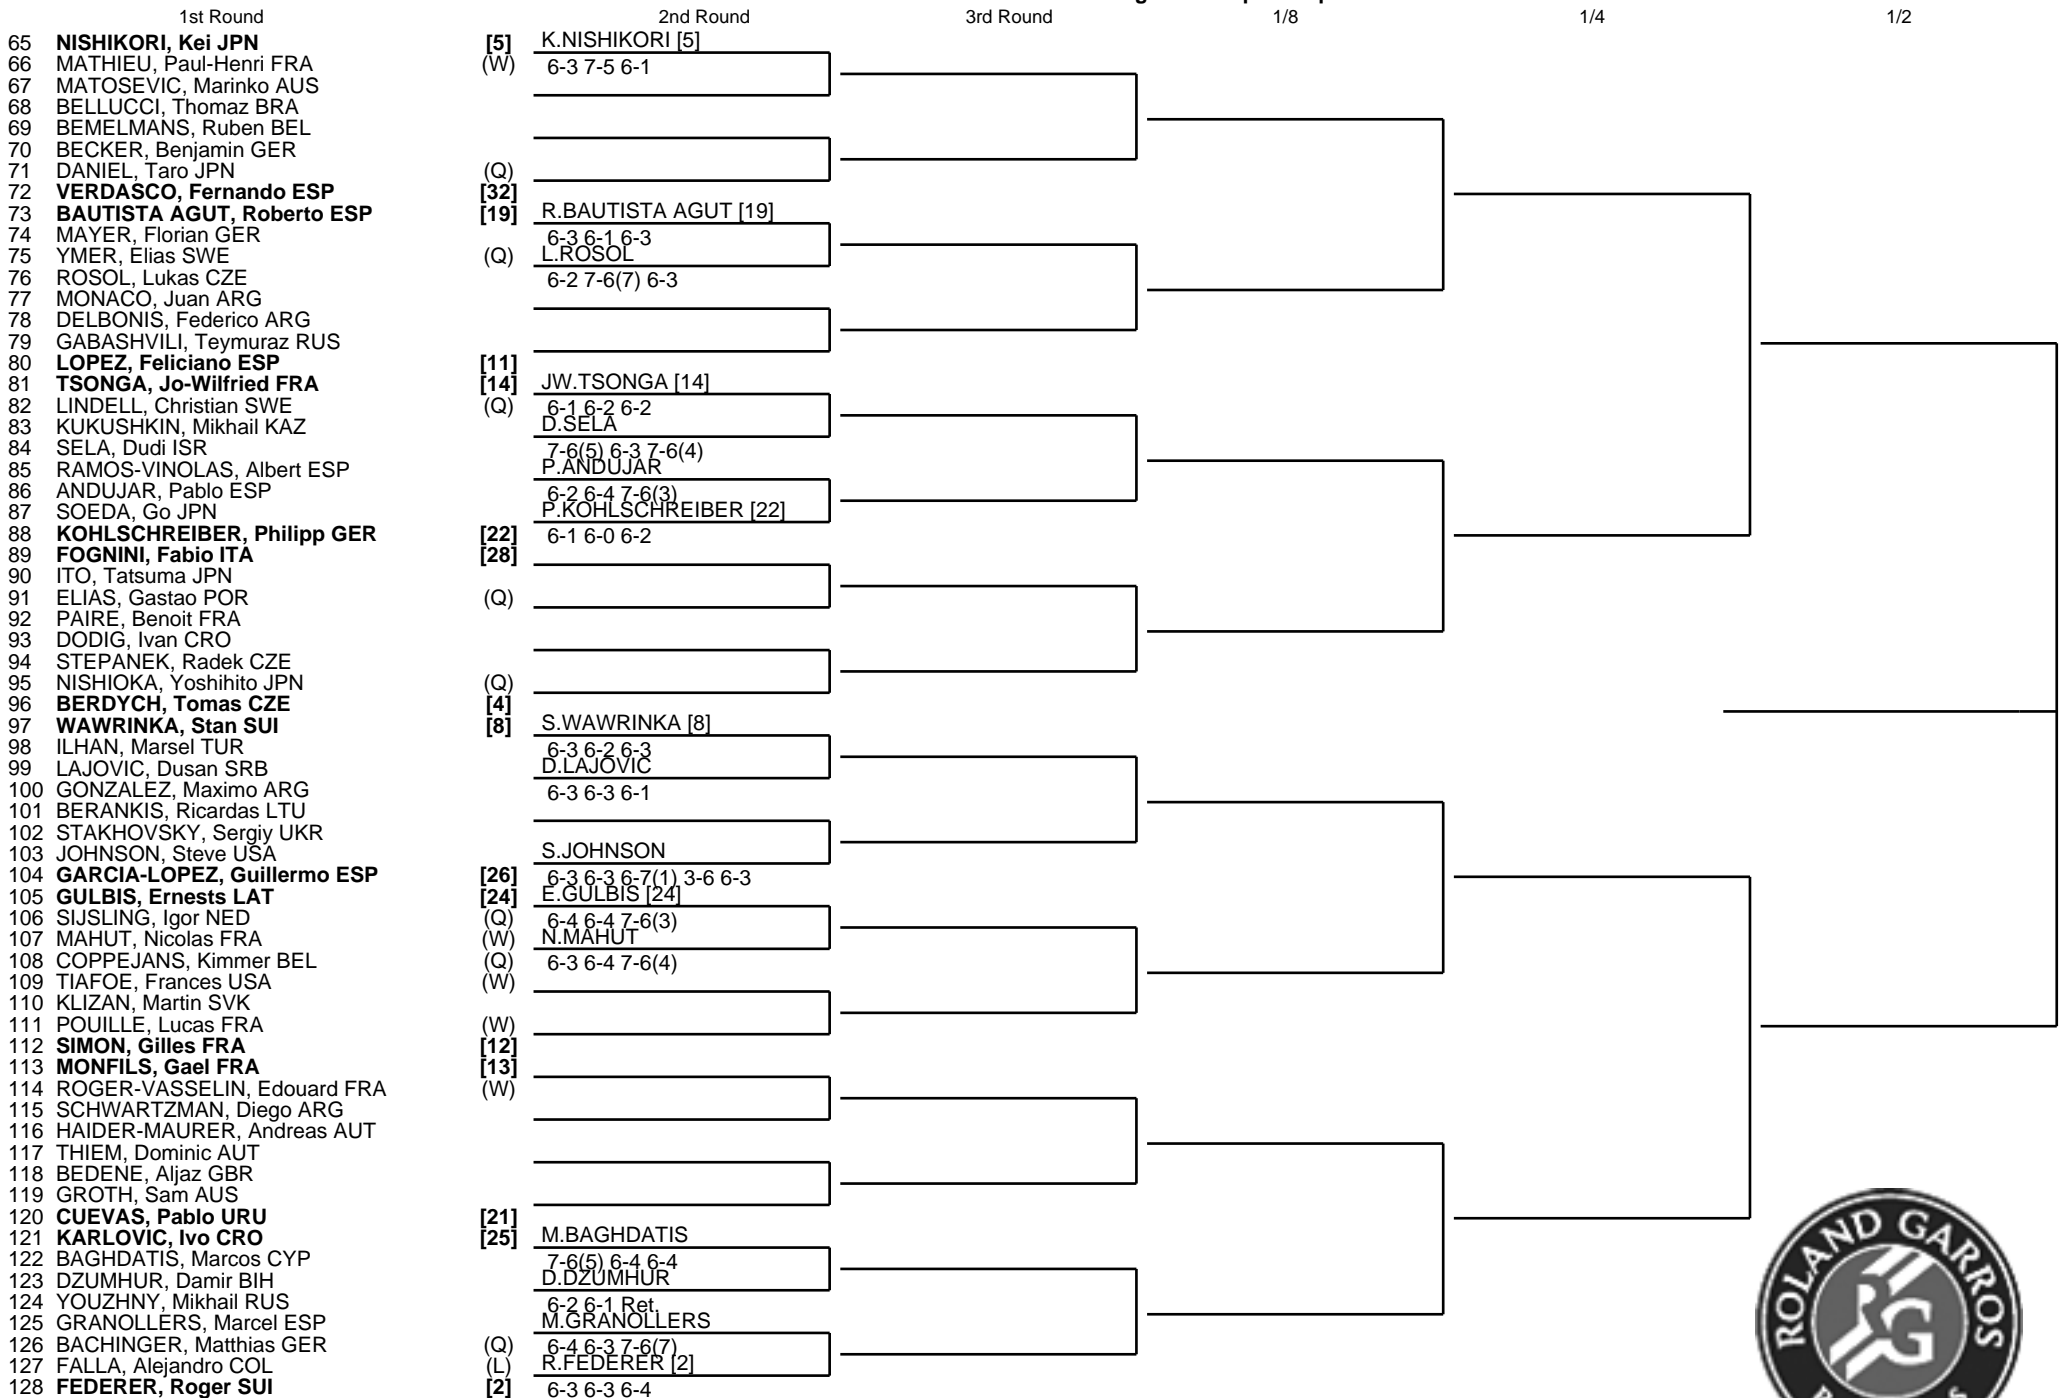 1st Round 2nd Round 3rd Round 1/8 1/4 1/2
65 NISHIKORI, Kei JPN [5] K.NISHIKORI [5]
66 MATHIEU, Paul-Henri FRA (W) 6-3 7-5 6-1
67 MATOSEVIC, Marinko AUS
68 BELLUCCI, Thomaz BRA
69 BEMELMANS, Ruben BEL
70 BECKER, Benjamin GER
71 DANIEL, Taro JPN (Q)
72 VERDASCO, Fernando ESP [32]
73 BAUTISTA AGUT, Roberto ESP [19] R.BAUTISTA AGUT [19]
74 MAYER, Florian GER 6-3 6-1 6-3
75 YMER, Elias SWE (Q) L.ROSOL
76 ROSOL, Lukas CZE 6-2 7-6(7) 6-3
77 MONACO, Juan ARG
78 DELBONIS, Federico ARG
79 GABASHVILI, Teymuraz RUS
80 LOPEZ, Feliciano ESP [11]
81 TSONGA, Jo-Wilfried FRA [14] JW.TSONGA [14]
82 LINDELL, Christian SWE (Q) 6-1 6-2 6-2
83 KUKUSHKIN, Mikhail KAZ D.SELA
84 SELA, Dudi ISR 7-6(5) 6-3 7-6(4)
85 RAMOS-VINOLAS, Albert ESP P.ANDUJAR
86 ANDUJAR, Pablo ESP 6-2 6-4 7-6(3)
87 SOEDA, Go JPN P.KOHLSCHREIBER [22]
88 KOHLSCHREIBER, Philipp GER [22] 6-1 6-0 6-2
89 FOGNINI, Fabio ITA [28]
90 ITO, Tatsuma JPN
91 ELIAS, Gastao POR (Q)
92 PAIRE, Benoit FRA
93 DODIG, Ivan CRO
94 STEPANEK, Radek CZE
95 NISHIOKA, Yoshihito JPN (Q)
96 BERDYCH, Tomas CZE [4]
97 WAWRINKA, Stan SUI [8] S.WAWRINKA [8]
98 ILHAN, Marsel TUR 6-3 6-2 6-3
99 LAJOVIC, Dusan SRB D.LAJOVIC
100 GONZALEZ, Maximo ARG 6-3 6-3 6-1
101 BERANKIS, Ricardas LTU
102 STAKHOVSKY, Sergiy UKR
103 JOHNSON, Steve USA S.JOHNSON
104 GARCIA-LOPEZ, Guillermo ESP [26] 6-3 6-3 6-7(1) 3-6 6-3
105 GULBIS, Ernests LAT [24] E.GULBIS [24]
106 SIJSLING, Igor NED (Q) 6-4 6-4 7-6(3)
107 MAHUT, Nicolas FRA (W) N.MAHUT
108 COPPEJANS, Kimmer BEL (Q) 6-3 6-4 7-6(4)
109 TIAFOE, Frances USA (W)
110 KLIZAN, Martin SVK
111 POUILLE, Lucas FRA (W)
112 SIMON, Gilles FRA [12]
113 MONFILS, Gael FRA [13]
114 ROGER-VASSELIN, Edouard FRA (W)
115 SCHWARTZMAN, Diego ARG
116 HAIDER-MAURER, Andreas AUT
117 THIEM, Dominic AUT
118 BEDENE, Aljaz GBR
119 GROTH, Sam AUS
120 CUEVAS, Pablo URU [21]
121 KARLOVIC, Ivo CRO [25] M.BAGHDATIS
122 BAGHDATIS, Marcos CYP 7-6(5) 6-4 6-4
123 DZUMHUR, Damir BIH D.DZUMHUR
124 YOUZHNY, Mikhail RUS 6-2 6-1 Ret.
125 GRANOLLERS, Marcel ESP M.GRANOLLERS
126 BACHINGER, Matthias GER (Q) 6-4 6-3 7-6(7)
127 FALLA, Alejandro COL (L) R.FEDERER [2]
128 FEDERER, Roger SUI [2] 6-3 6-3 6-4
ROLAND GARROS
RG